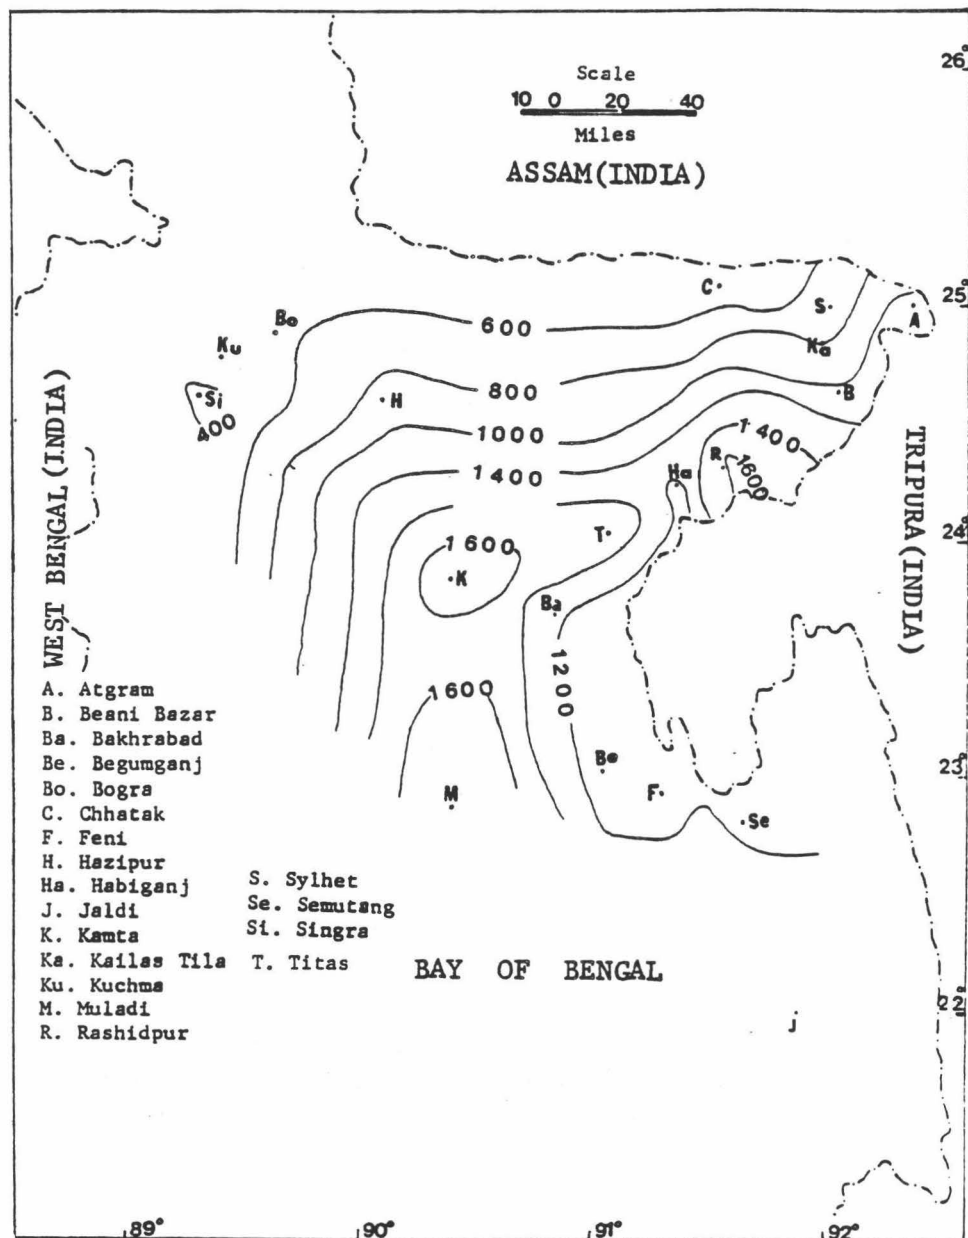 26°
Scale
10 0 20 40
Miles
ASSAM(INDIA)
25°
C
S
A
Bo
600
Ka
Ku
Si
400
H
800
B
1000
1400
R
1600
1400
Ha
TRIPURA(INDIA)
WEST BENGAL(INDIA)
T
24°
1600
K
Ba
1200
1600
23°
Be
F
M
Se
A. Atgram
B. Beani Bazar
Ba. Bakhrabad
Be. Begumganj
Bo. Bogra
C. Chhatak
F. Feni
H. Hazipur
Ha. Habiganj
J. Jaldi
K. Kamta
Ka. Kailas Tila
Ku. Kuchma
M. Muladi
R. Rashidpur
S. Sylhet
Se. Semutang
Si. Singra
T. Titas
BAY OF BENGAL
22°
J
89°
90°
91°
92°